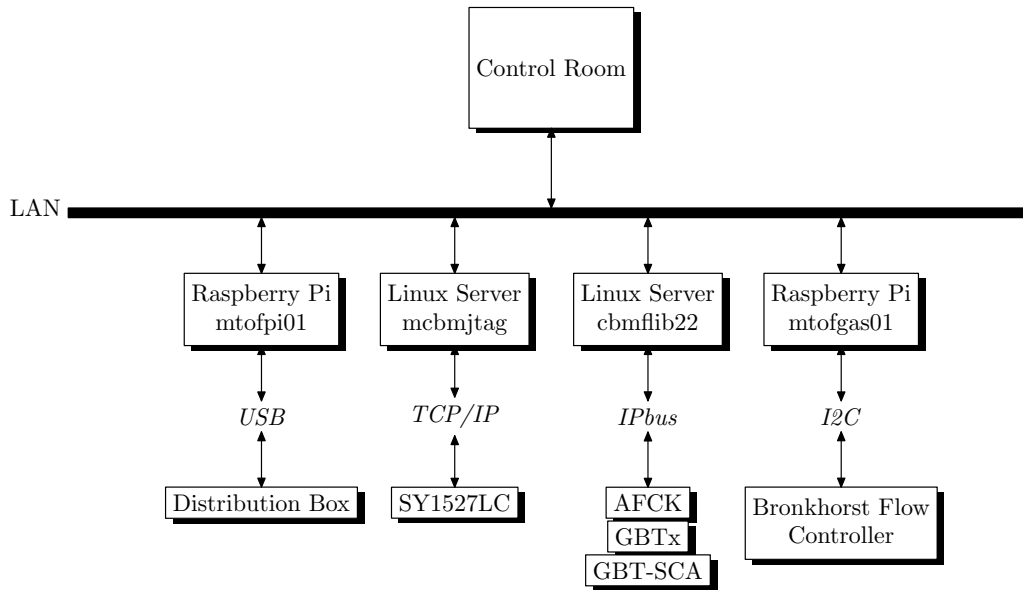 Control Room
LAN
Raspberry Pi
mtofpi01
Linux Server
mcbmjtag
Linux Server
cbmflib22
Raspberry Pi
mtofgas01
USB
TCP/IP
IPbus
I2C
Distribution Box
SY1527LC
AFCK
GBTx
GBT-SCA
Bronkhorst Flow
Controller